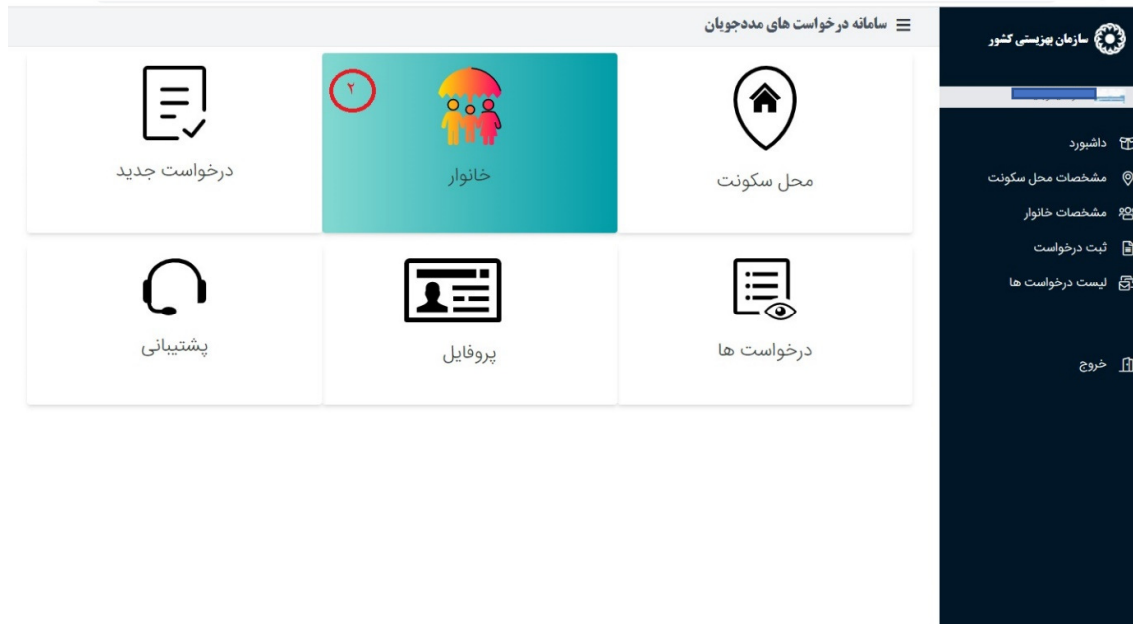 سازمان بهزیستی کشور
داشبورد
مشخصات محل سکونت
مشخصات خانوار
ثبت درخواست
لیست درخواست ها
خروج
سامانه درخواست های مددجویان
محل سکونت
خانوار
۲
درخواست جدید
درخواست ها
پروفایل
پشتیبانی